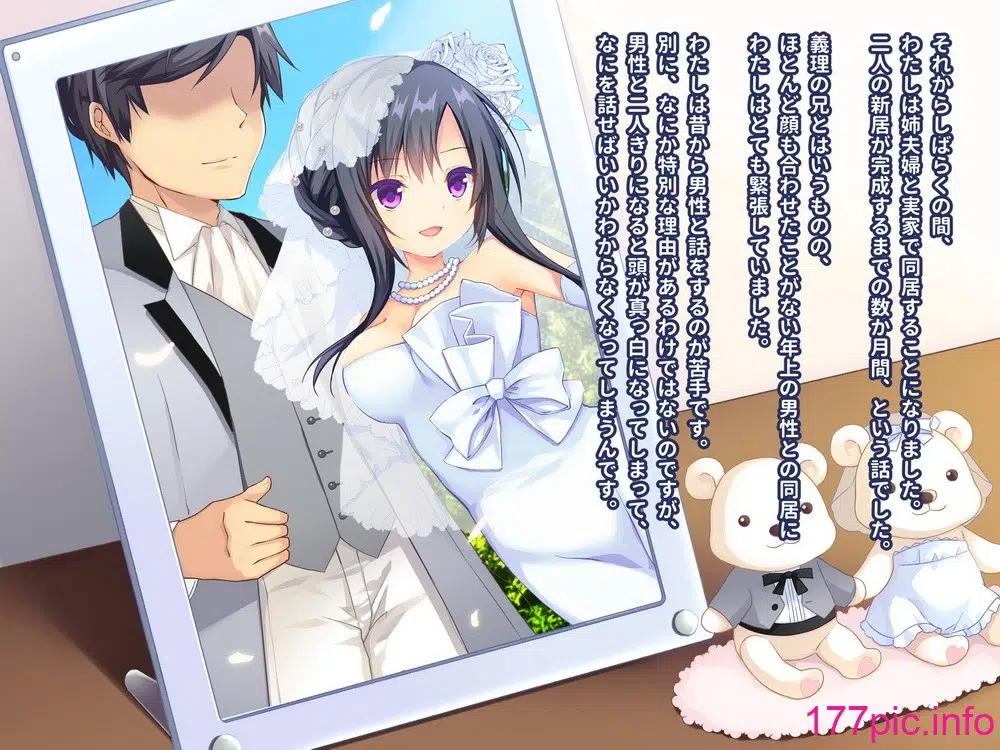 それからしばらくの間、
わたしは姉夫婦と実家で同居することになりました。
二人の新居が完成するまでの数か月間、という話でした。
義理の兄とはいうものの、
ほとんど顔も合わせたことがない年上の男性との同居に
わたしはとても緊張していました。
わたしは昔から男性と話をするのが苦手です。
別に、なにか特別な理由があるわけではないのですが、
男性と二人きりになると頭が真っ白になってしまって、
なにを話せばいいかわからなくなってしまうんです。
177pic.info